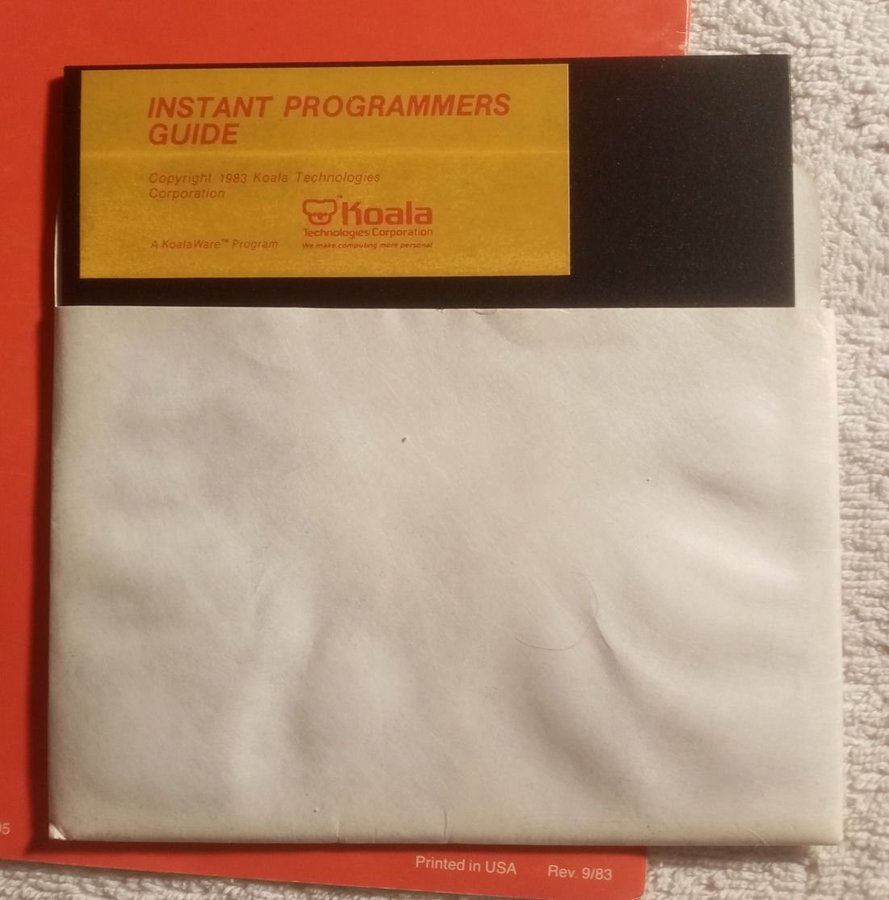 INSTANT PROGRAMMERS
GUIDE
Copyright 1983 Koala Technologies
Corporation
Koala™
Technologies Corporation
A KoalaWare™ Program
We make computing more personal
Printed in USA Rev. 9/83